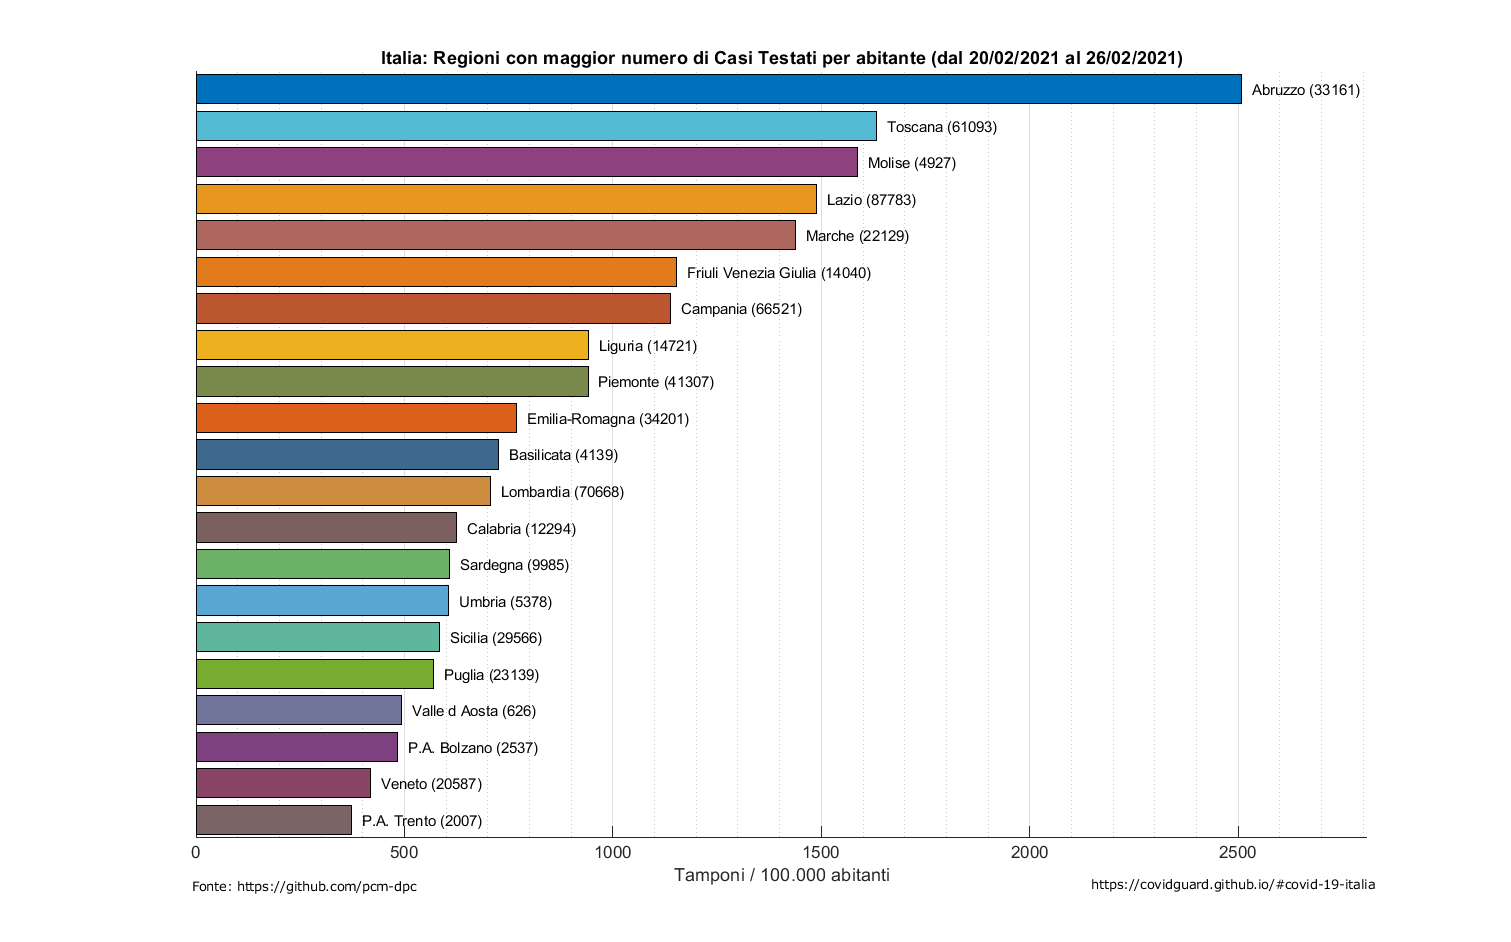 Italia: Regioni con maggior numero di Casi Testati per abitante (dal 20/02/2021 al 26/02/2021)
Abruzzo (33161)
Toscana (61093)
Molise (4927)
Lazio (87783)
Marche (22129)
Friuli Venezia Giulia (14040)
Campania (66521)
Liguria (14721)
Piemonte (41307)
Emilia-Romagna (34201)
Basilicata (4139)
Lombardia (70668)
Calabria (12294)
Sardegna (9985)
Umbria (5378)
Sicilia (29566)
Puglia (23139)
Valle d Aosta (626)
P.A. Bolzano (2537)
Veneto (20587)
P.A. Trento (2007)
0 500 1000 1500 2000 2500
Tamponi / 100.000 abitanti
Fonte: https://github.com/pcm-dpc
https://covidguard.github.io/#covid-19-italia